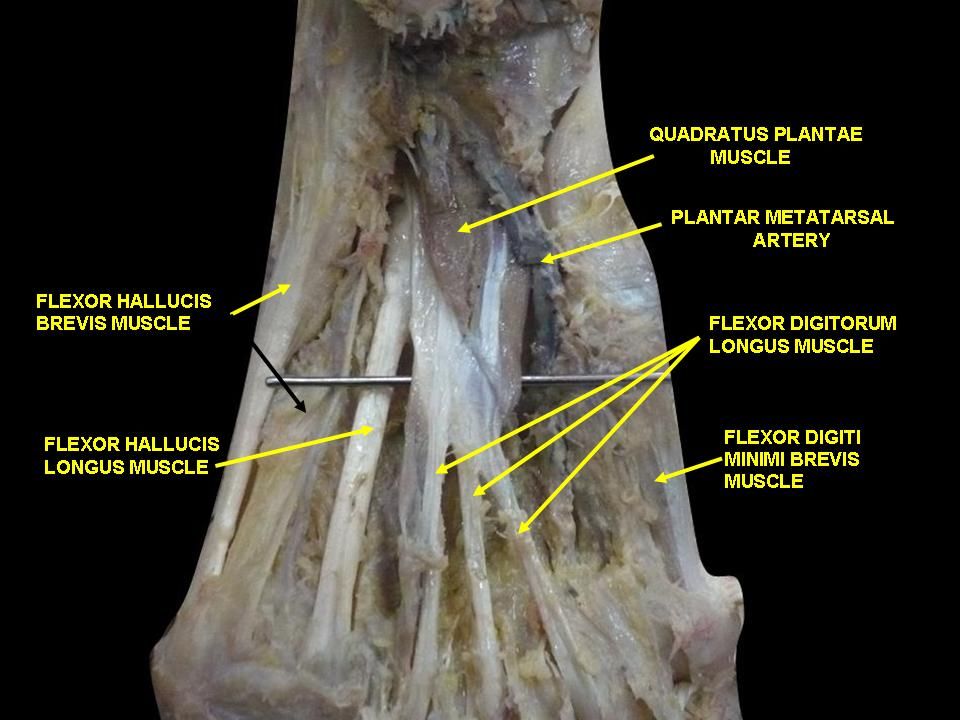 QUADRATUS PLANTAE
MUSCLE
PLANTAR METATARSAL
ARTERY
FLEXOR HALLUCIS
BREVIS MUSCLE
FLEXOR DIGITORUM
LONGUS MUSCLE
FLEXOR HALLUCIS
LONGUS MUSCLE
FLEXOR DIGITI
MINIMI BREVIS
MUSCLE